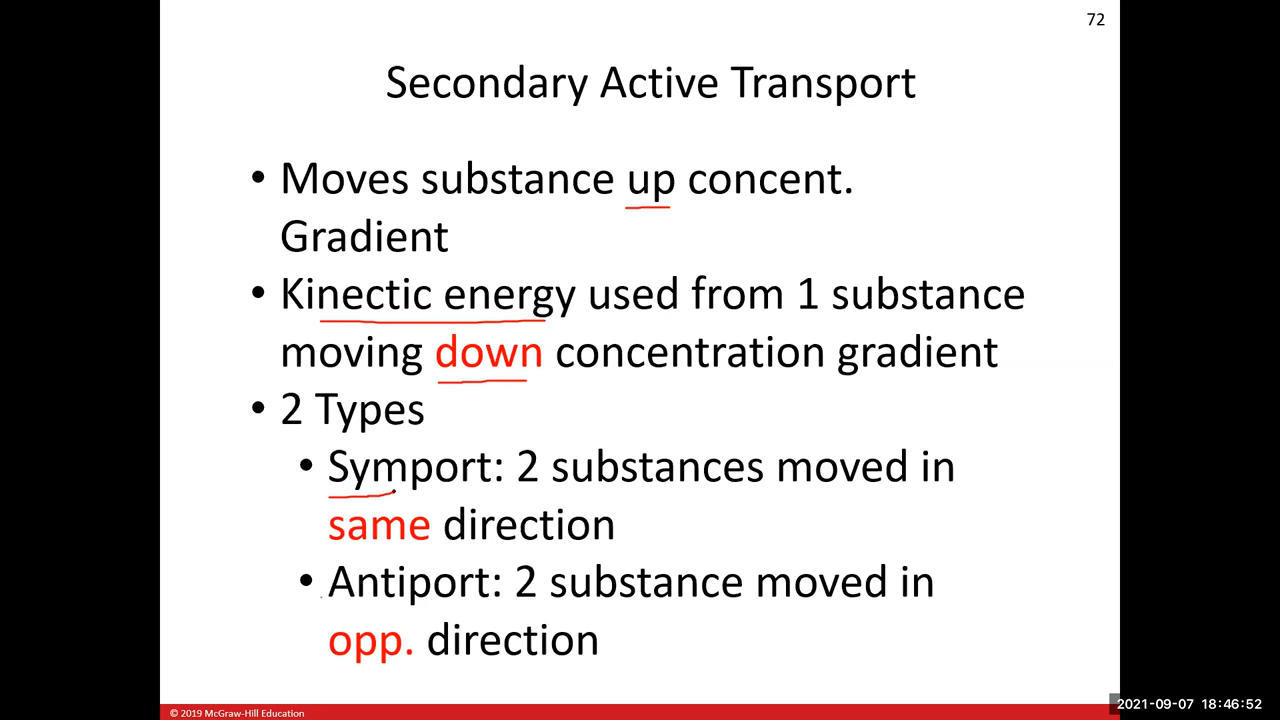 72
Secondary Active Transport
• Moves substance up concent.
Gradient
• Kinectic energy used from 1 substance
moving down concentration gradient
• 2 Types
• Symport: 2 substances moved in
same direction
• Antiport: 2 substance moved in
opp. direction
© 2019 McGraw-Hill Education
2021-09-07 18:46:52